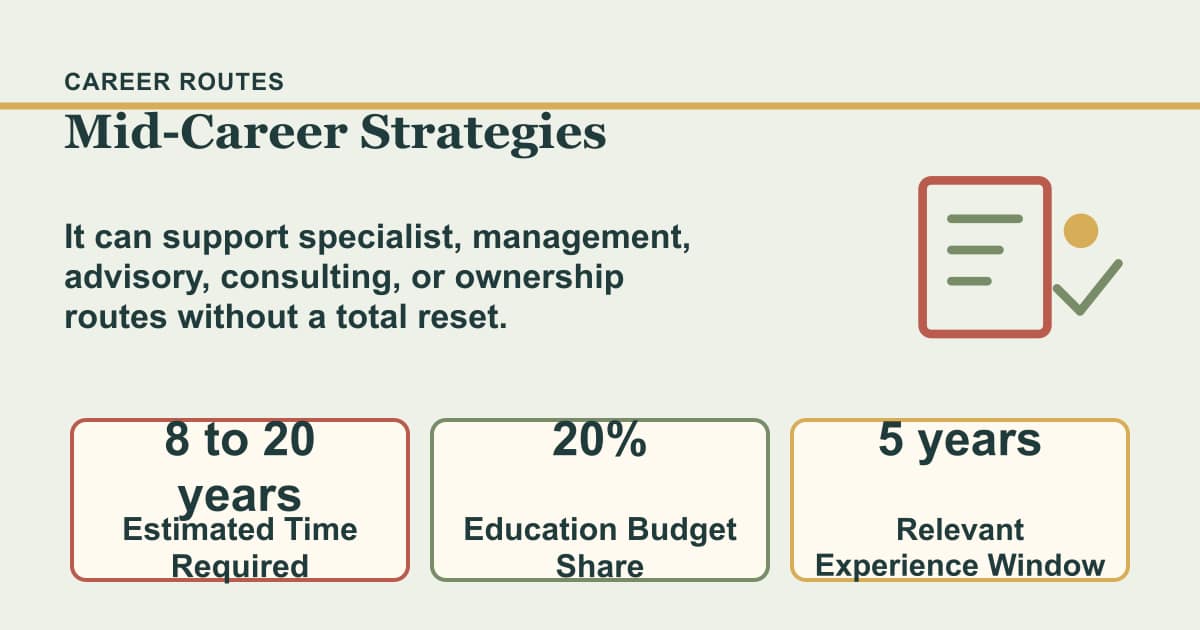 CAREER ROUTES
Mid-Career Strategies
It can support specialist, management,
advisory, consulting, or ownership
routes without a total reset.
8 to 20
years
Estimated Time
Required
20%
Education Budget
Share
5 years
Relevant
Experience Window